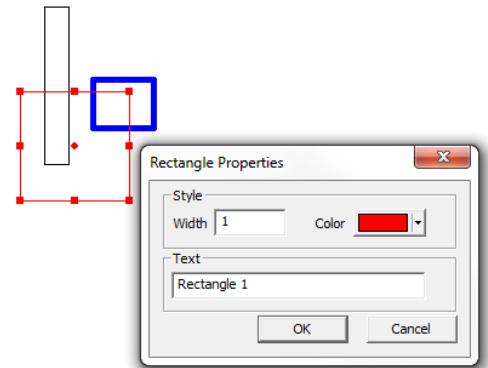 Rectangle Properties
Style
Width 1 Color
Text
Rectangle 1
OK Cancel